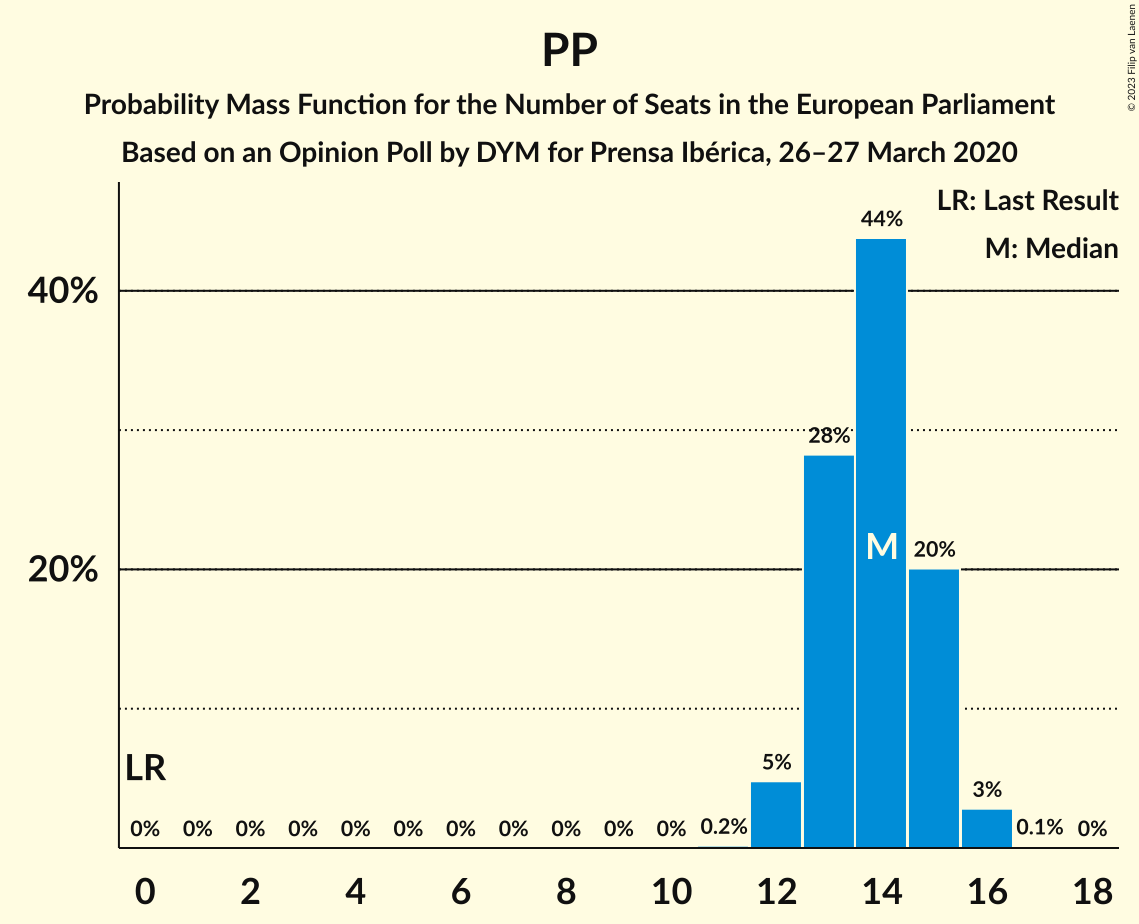 PP
Probability Mass Function for the Number of Seats in the European Parliament
Based on an Opinion Poll by DYM for Prensa Ibérica, 26–27 March 2020
© 2023 Filip van Laenen
LR: Last Result
M: Median
44%
40%
28%
M
20%
20%
LR
5%
3%
0% 0% 0% 0% 0% 0% 0% 0% 0% 0% 0% 0.2% 0.1% 0%
0 2 4 6 8 10 12 14 16 18